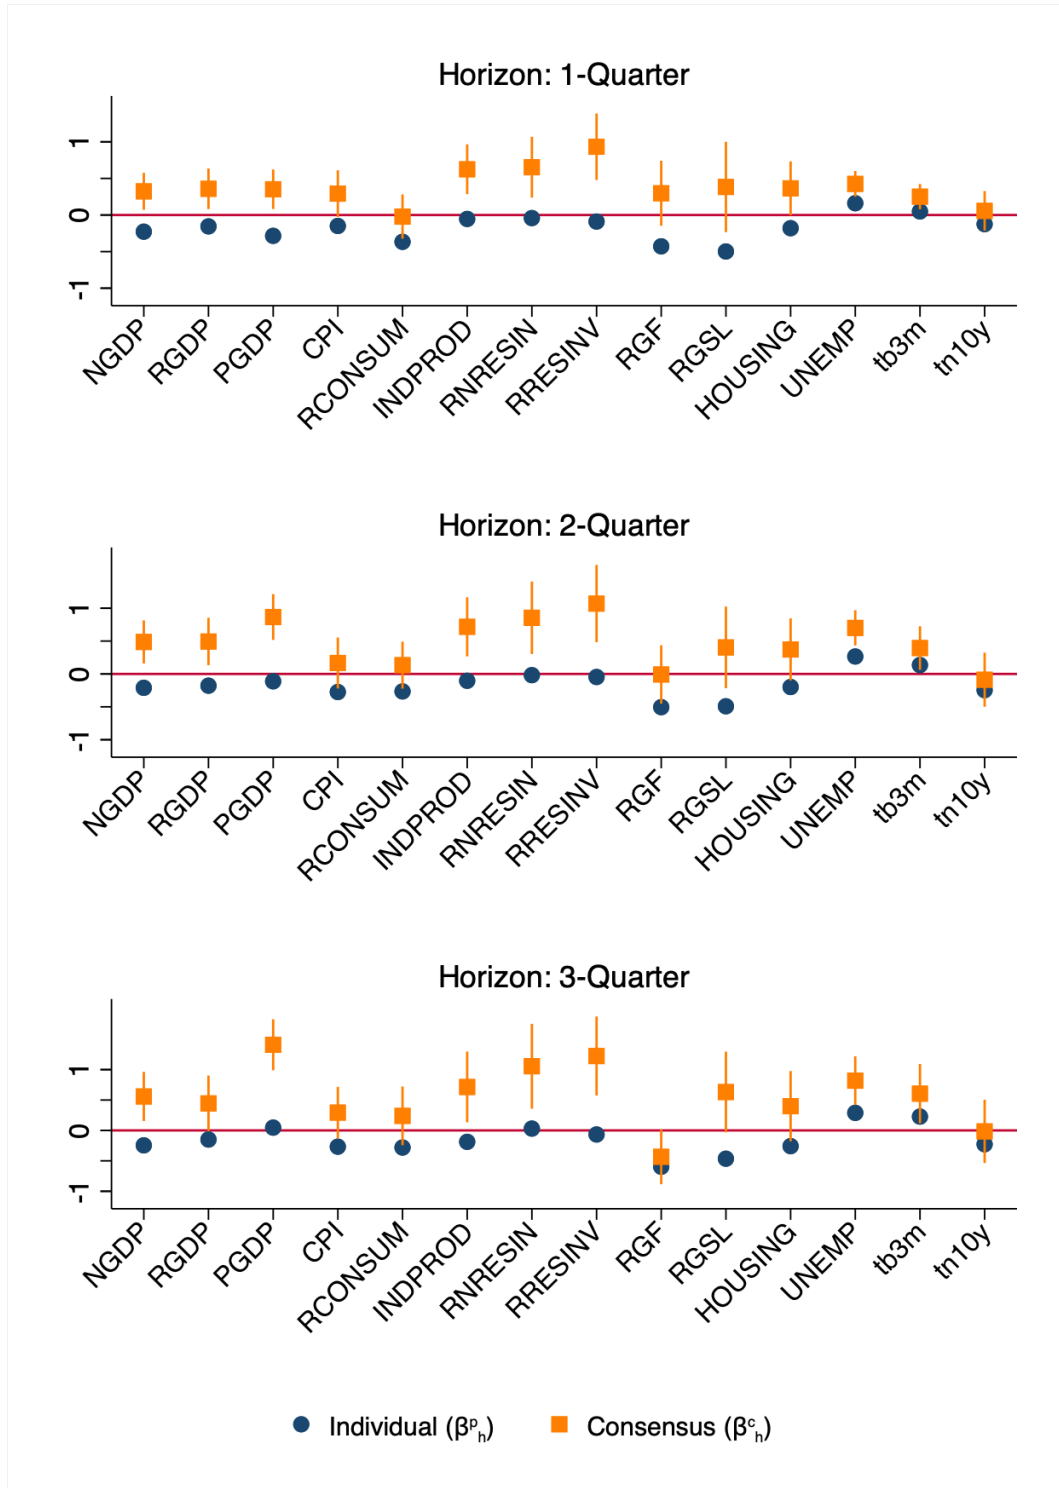 Horizon: 1-Quarter
1
0
-1
NGDP
RGDP
PGDP
CPI
RCONSUM
INDPROD
RNRESIN
RRESINV
RGF
RGSL
HOUSING
UNEMP
tb3m
tn10y
Horizon: 2-Quarter
1
0
-1
NGDP
RGDP
PGDP
CPI
RCONSUM
INDPROD
RNRESIN
RRESINV
RGF
RGSL
HOUSING
UNEMP
tb3m
tn10y
Horizon: 3-Quarter
1
0
-1
NGDP
RGDP
PGDP
CPI
RCONSUM
INDPROD
RNRESIN
RRESINV
RGF
RGSL
HOUSING
UNEMP
tb3m
tn10y
Individual (βᵖₕ) Consensus (βᶜₕ)